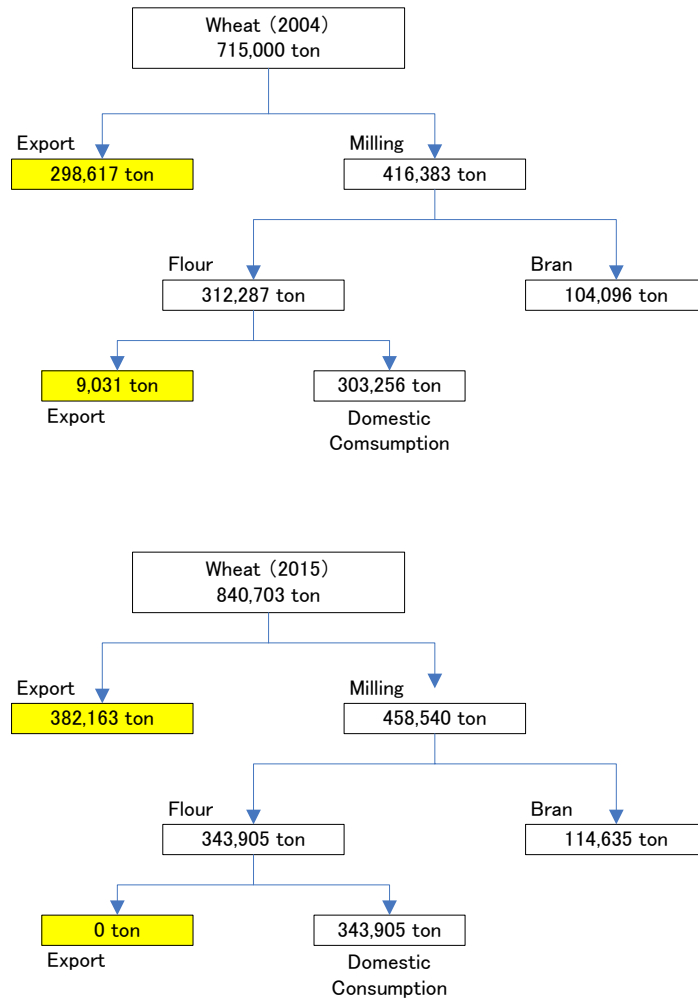 Wheat (2004)
715,000 ton
Export
Milling
298,617 ton
416,383 ton
Flour
Bran
312,287 ton
104,096 ton
9,031 ton
303,256 ton
Export
Domestic
Comsumption
Wheat (2015)
840,703 ton
Export
Milling
382,163 ton
458,540 ton
Flour
Bran
343,905 ton
114,635 ton
0 ton
343,905 ton
Export
Domestic
Consumption